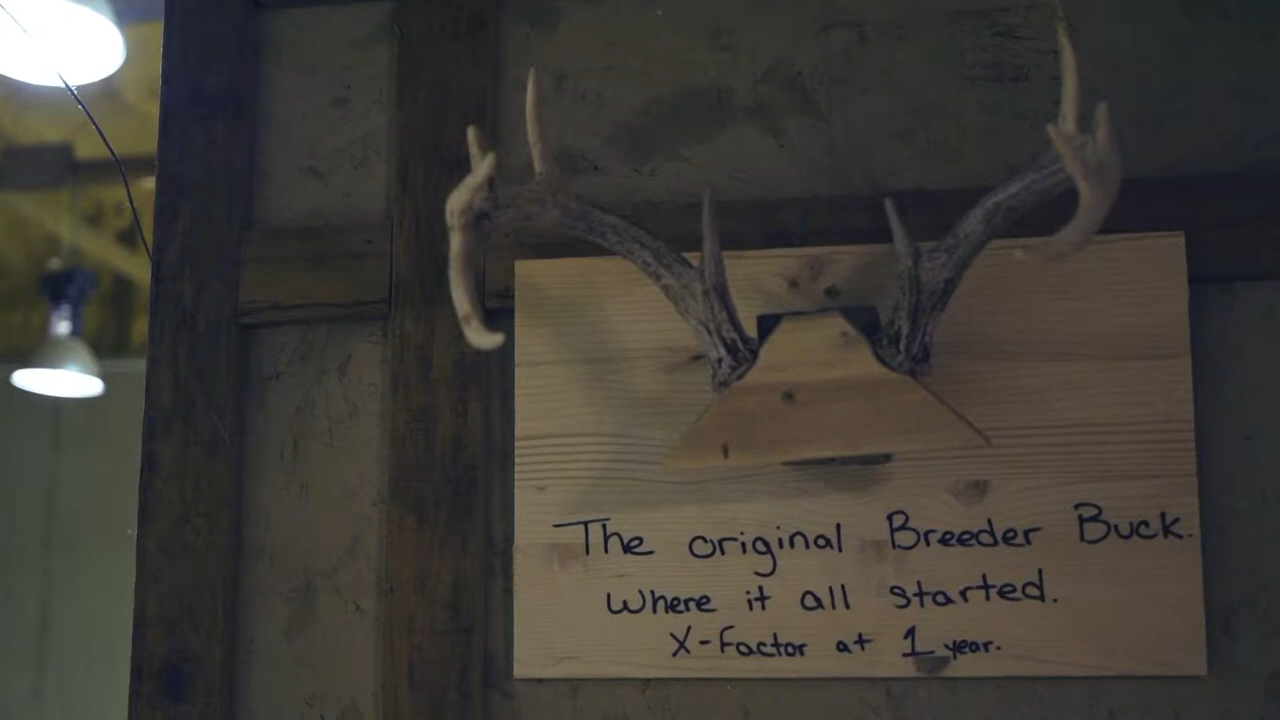 The original Breeder Buck.
Where it all started.
X-Factor at 1 year.